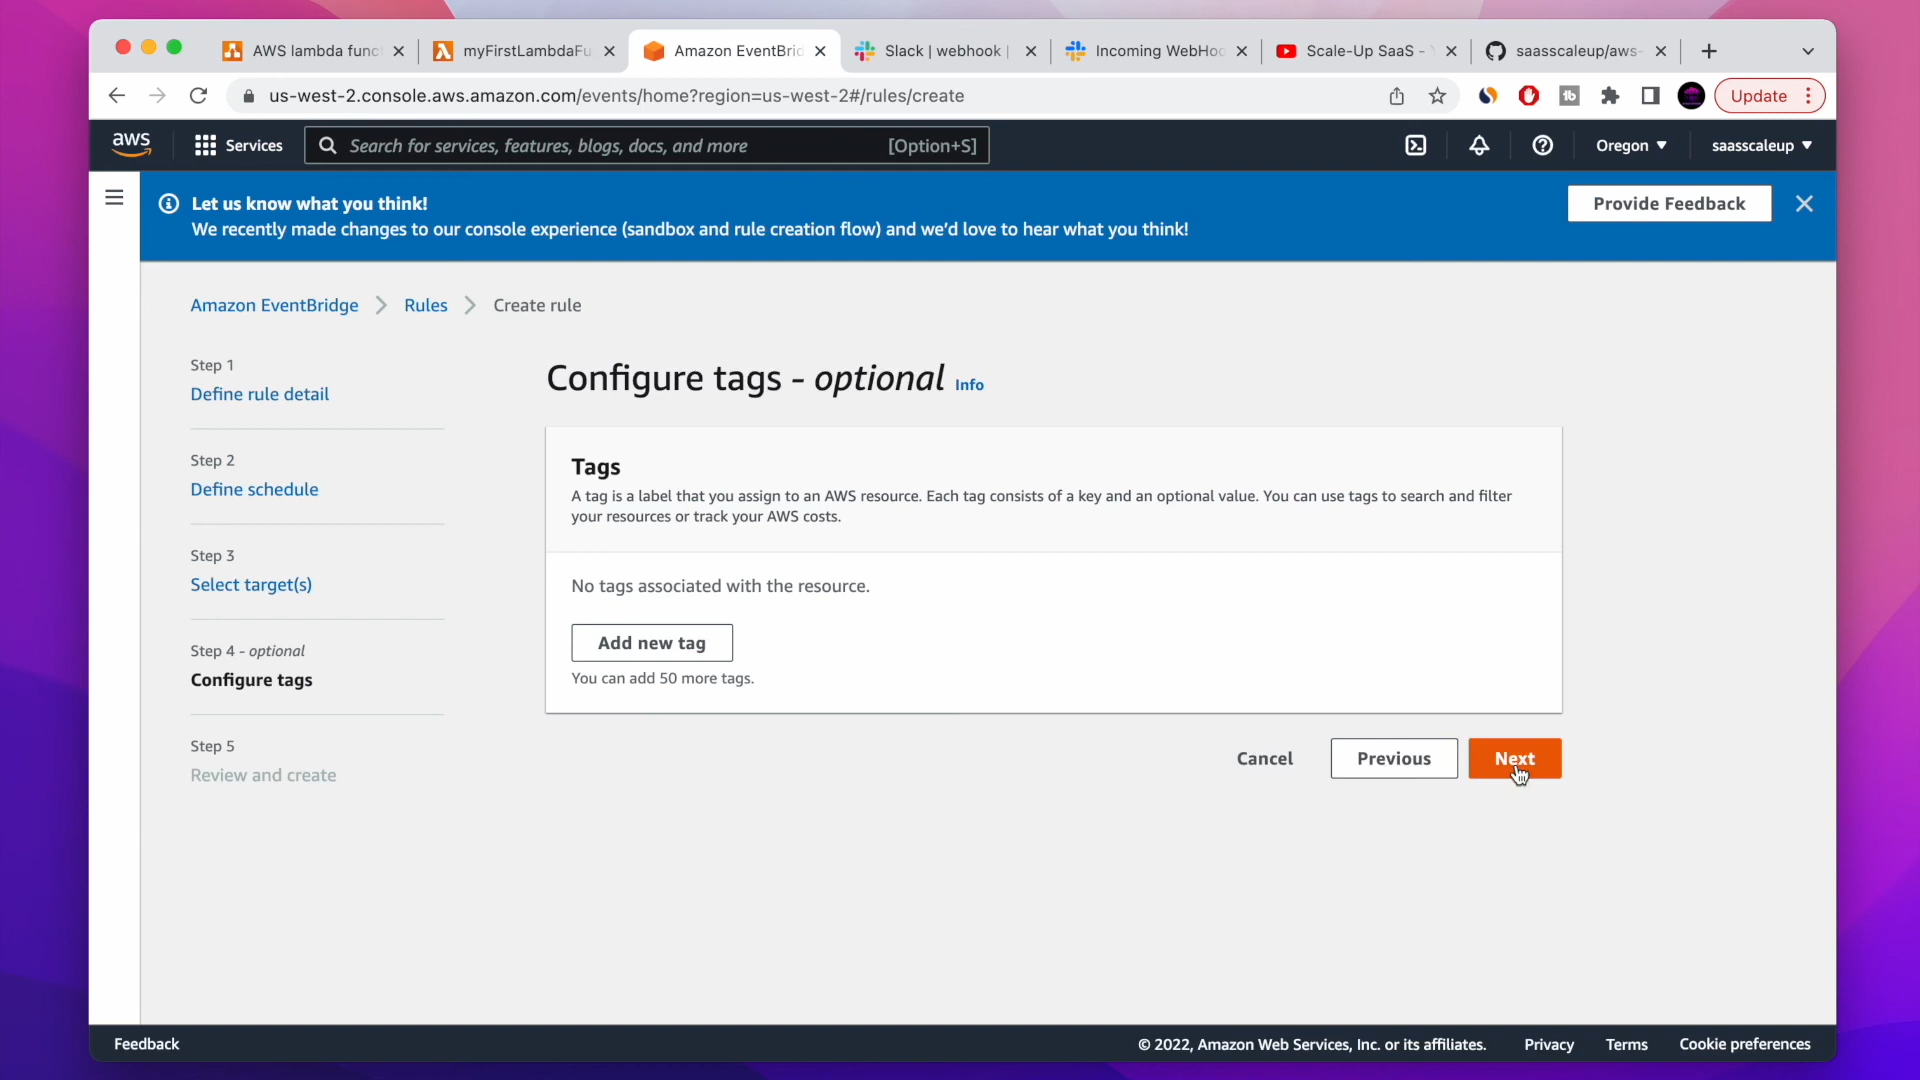 AWS lambda func
myFirstLambdaFu
Amazon EventBrid
Slack | webhook |
Incoming WebHoo
Scale-Up SaaS -
saasscaleup/aws-
us-west-2.console.aws.amazon.com/events/home?region=us-west-2#/rules/create
tb
Update
aws
Services
Search for services, features, blogs, docs, and more
[Option+S]
Oregon
saasscaleup
Let us know what you think!
We recently made changes to our console experience (sandbox and rule creation flow) and we'd love to hear what you think!
Provide Feedback
Amazon EventBridge
Rules
Create rule
Step 1
Define rule detail
Step 2
Define schedule
Step 3
Select target(s)
Step 4 - optional
Configure tags
Step 5
Review and create
Configure tags - optional Info
Tags
A tag is a label that you assign to an AWS resource. Each tag consists of a key and an optional value. You can use tags to search and filter
your resources or track your AWS costs.
No tags associated with the resource.
Add new tag
You can add 50 more tags.
Cancel
Previous
Next
Feedback
© 2022, Amazon Web Services, Inc. or its affiliates.
Privacy
Terms
Cookie preferences